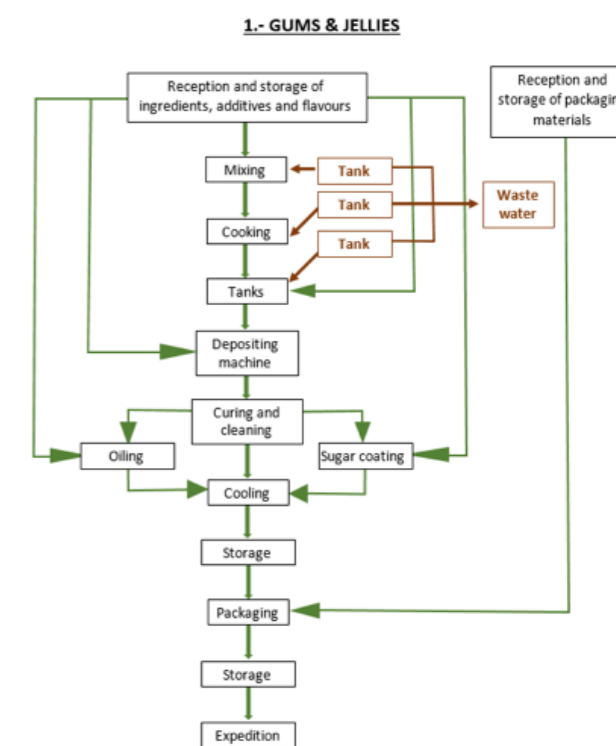 1.- GUMS & JELLIES
Reception and storage of
ingredients, additives and flavours
Reception and
storage of packagin
materials
Mixing
Tank
Tank
Waste
water
Cooking
Tank
Tanks
Depositing
machine
Curing and
cleaning
Oiling
Sugar coating
Cooling
Storage
Packaging
Storage
Expedition